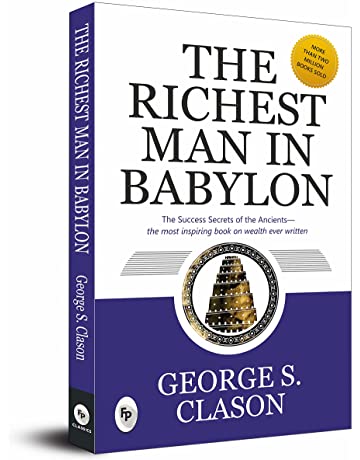 THE RICHEST MAN IN BABYLON
George S. Clason
FP
CLASSICS
MORE
THAN TWO
MILLION
BOOKS SOLD
THE
RICHEST
MAN IN
BABYLON
The Success Secrets of the Ancients—
the most inspiring book on wealth ever written
GEORGE S.
CLASON
FP